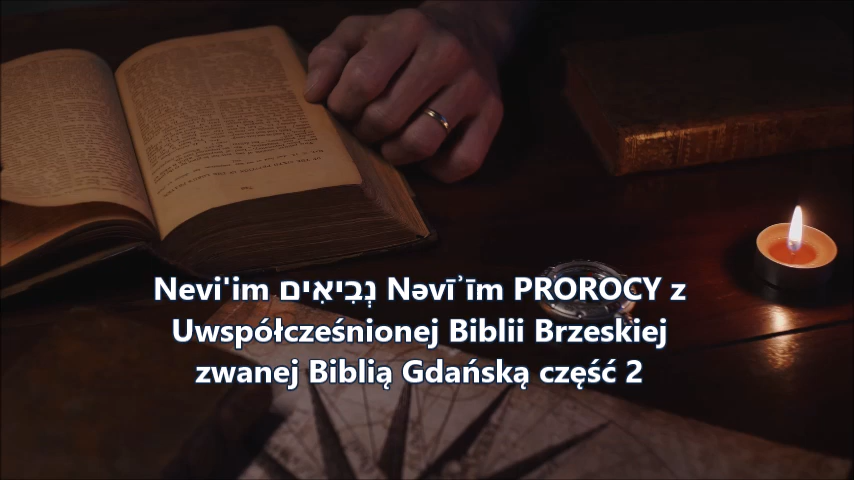 Nevi'im נְבִיאִים Nəvīʾīm PROROCY z
Uwspółcześnionej Biblii Brzeskiej
zwanej Biblią Gdańską część 2